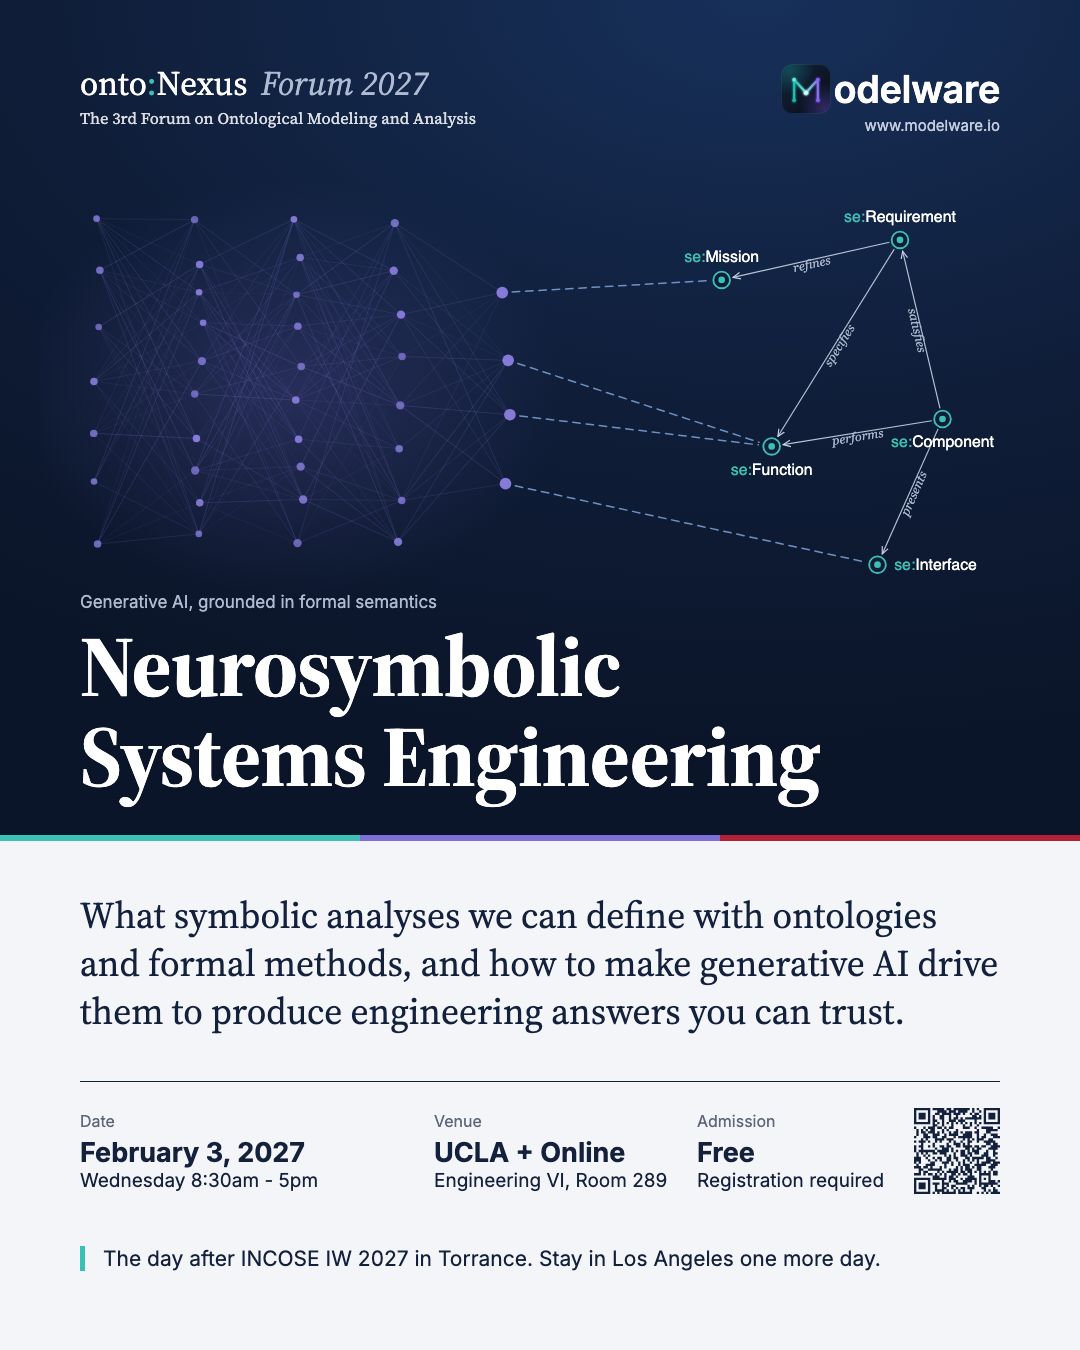 onto:Nexus Forum 2027
The 3rd Forum on Ontological Modeling and Analysis
Modelware
www.modelware.io
se:Requirement
se:Mission
refines
specifies
satisfies
performs
se:Component
se:Function
presents
se:Interface
Generative AI, grounded in formal semantics
Neurosymbolic
Systems Engineering
What symbolic analyses we can define with ontologies
and formal methods, and how to make generative AI drive
them to produce engineering answers you can trust.
Date
February 3, 2027
Wednesday 8:30am - 5pm
Venue
UCLA + Online
Engineering VI, Room 289
Admission
Free
Registration required
The day after INCOSE IW 2027 in Torrance. Stay in Los Angeles one more day.